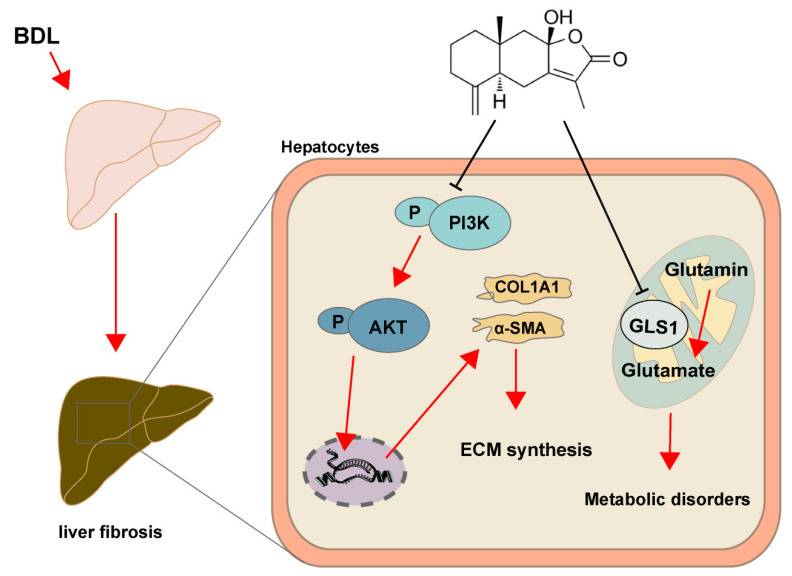 BDL
OH
O
O
H
Hepatocytes
P
PI3K
Glutamin
COL1A1
P
AKT
α-SMA
GLS1
Glutamate
ECM synthesis
Metabolic disorders
liver fibrosis